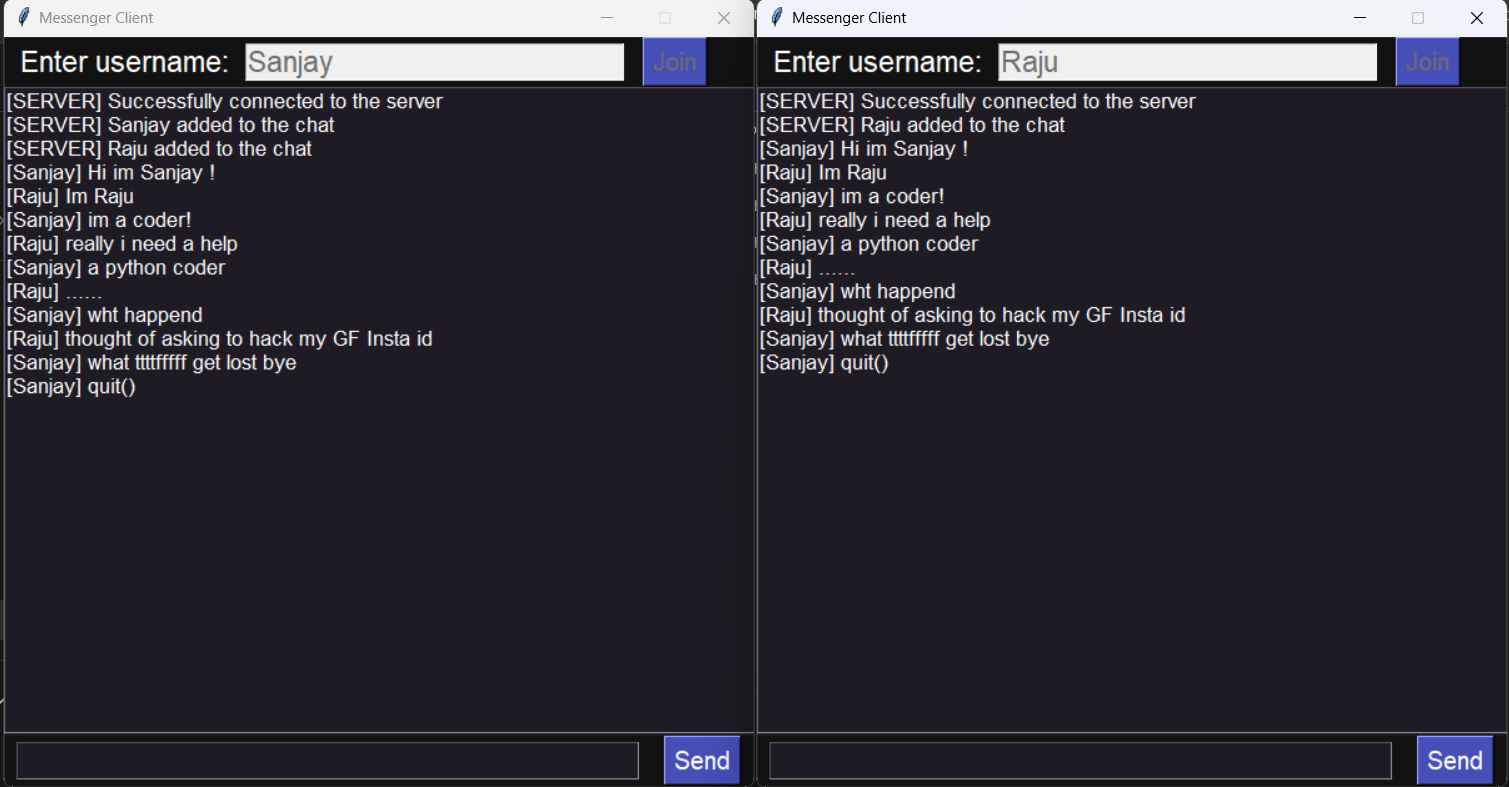 Messenger Client
Enter username: Sanjay Join
[SERVER] Successfully connected to the server
[SERVER] Sanjay added to the chat
[SERVER] Raju added to the chat
[Sanjay] Hi im Sanjay !
[Raju] Im Raju
[Sanjay] im a coder!
[Raju] really i need a help
[Sanjay] a python coder
[Raju] ......
[Sanjay] wht happend
[Raju] thought of asking to hack my GF Insta id
[Sanjay] what ttttfffff get lost bye
[Sanjay] quit()
Send
Messenger Client
Enter username: Raju Join
[SERVER] Successfully connected to the server
[SERVER] Raju added to the chat
[Sanjay] Hi im Sanjay !
[Raju] Im Raju
[Sanjay] im a coder!
[Raju] really i need a help
[Sanjay] a python coder
[Raju] ......
[Sanjay] wht happend
[Raju] thought of asking to hack my GF Insta id
[Sanjay] what ttttfffff get lost bye
[Sanjay] quit()
Send